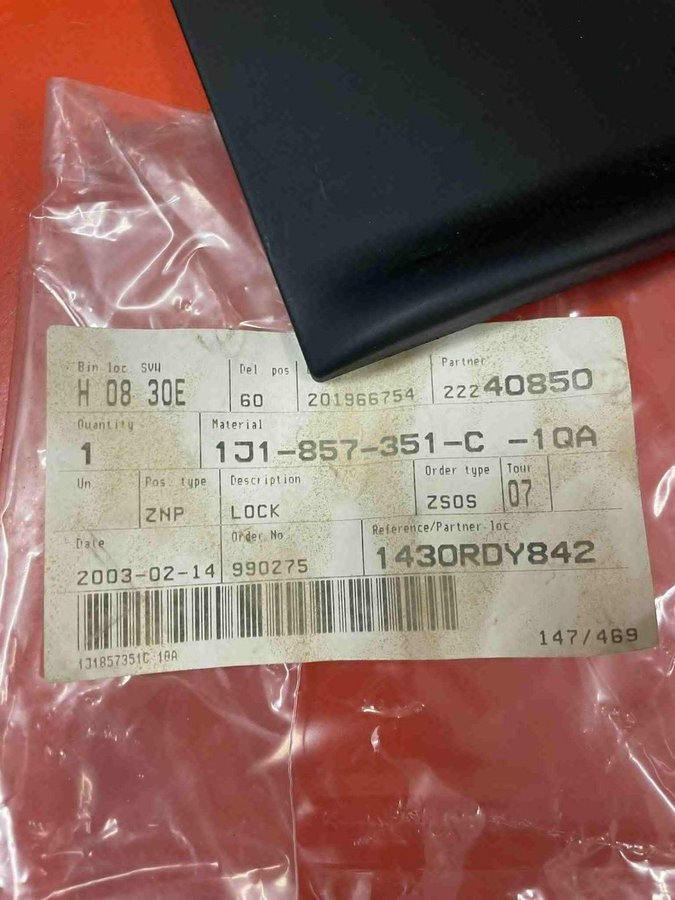 Bin loc SVW
Del pos
Partner
H 08 30E
60
201966754
22240850
Quantity
Material
1
1J1-857-351-C -1QA
Un
Pos. type
Description
Order type
Tour
ZNP
LOCK
ZSOS
07
Date
Order No
Reference/Partner-loc
2003-02-14
990275
1430RDY842
1J1857351C 1QA
147/469